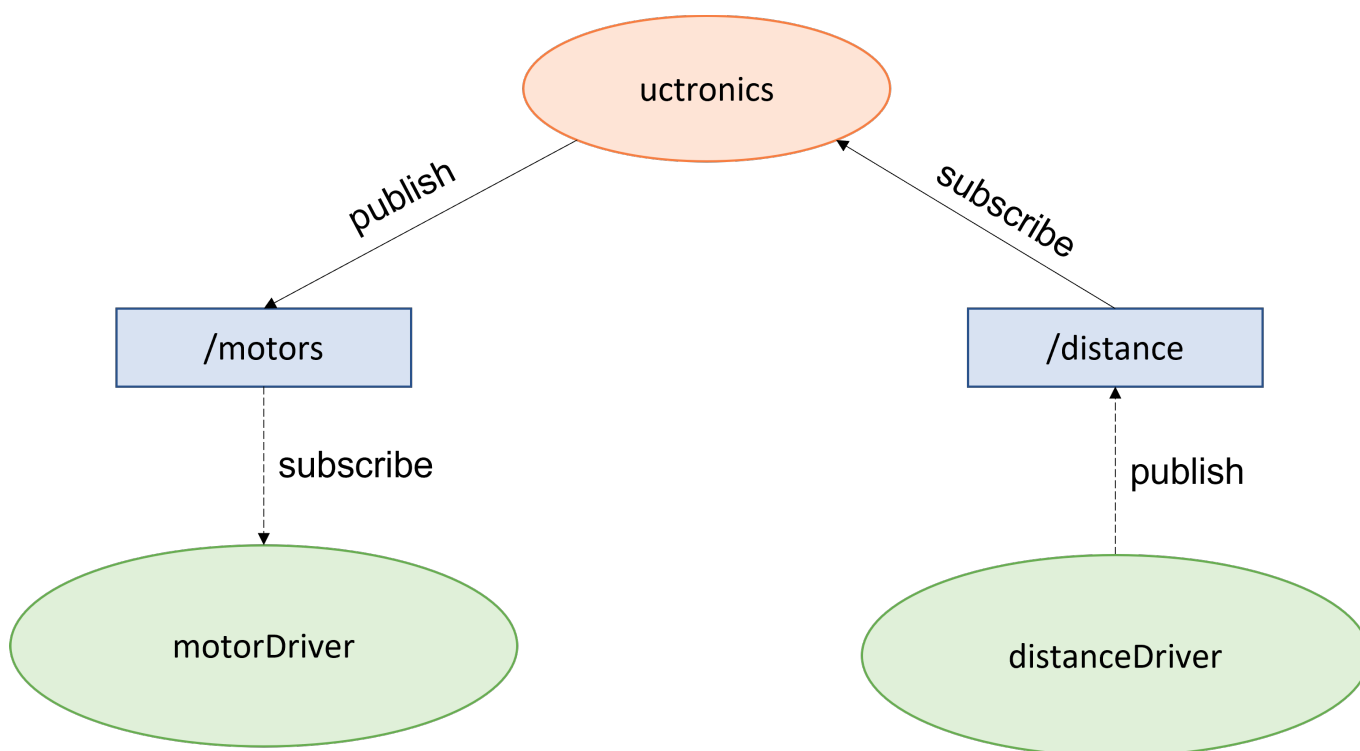 uctronics
publish
subscribe
/motors
/distance
subscribe
publish
motorDriver
distanceDriver